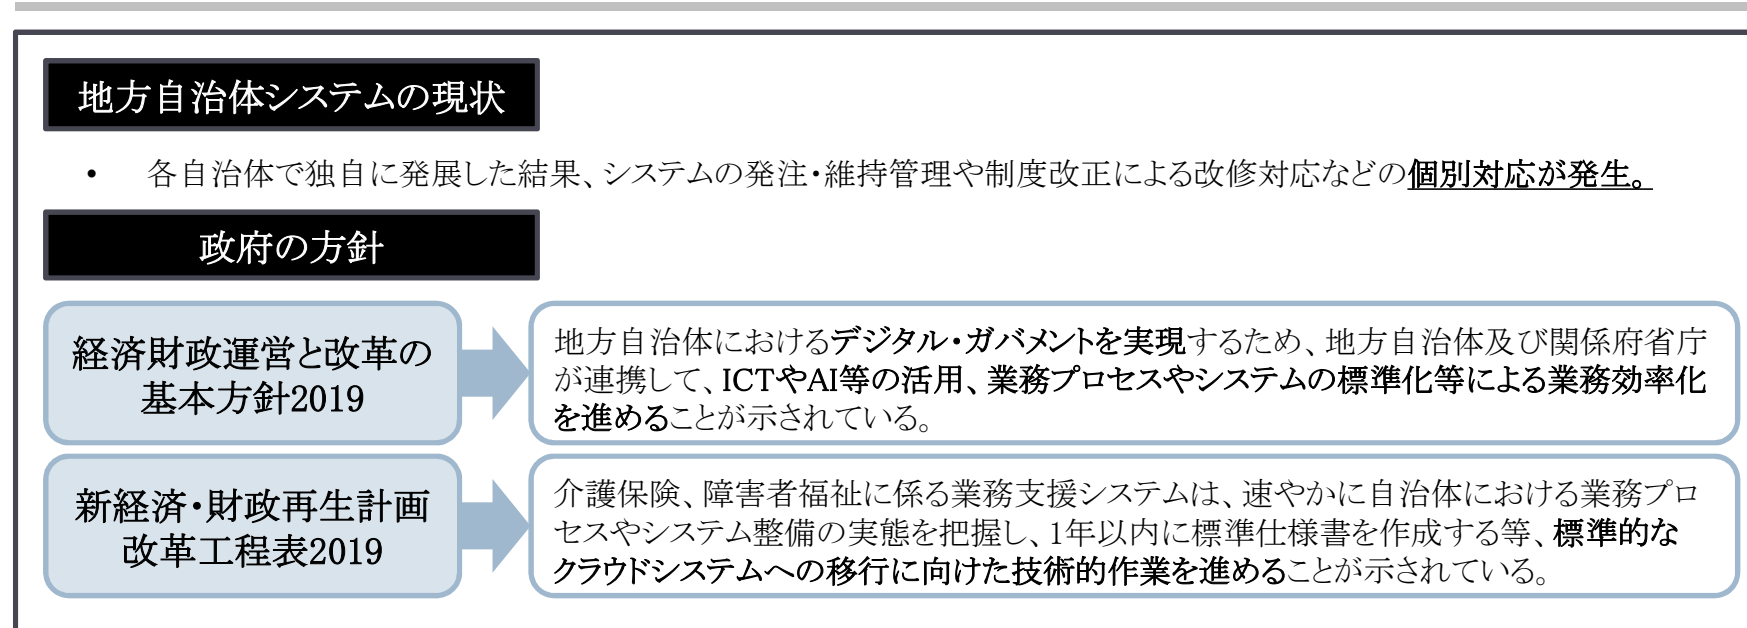 地方自治体システムの現状
• 各自治体で独自に発展した結果、システムの発注・維持管理や制度改正による改修対応などの個別対応が発生。
政府の方針
経済財政運営と改革の
基本方針2019
地方自治体におけるデジタル・ガバメントを実現するため、地方自治体及び関係府省庁
が連携して、ICTやAI等の活用、業務プロセスやシステムの標準化等による業務効率化
を進めることが示されている。
新経済・財政再生計画
改革工程表2019
介護保険、障害者福祉に係る業務支援システムは、速やかに自治体における業務プロ
セスやシステム整備の実態を把握し、1年以内に標準仕様書を作成する等、標準的な
クラウドシステムへの移行に向けた技術的作業を進めることが示されている。